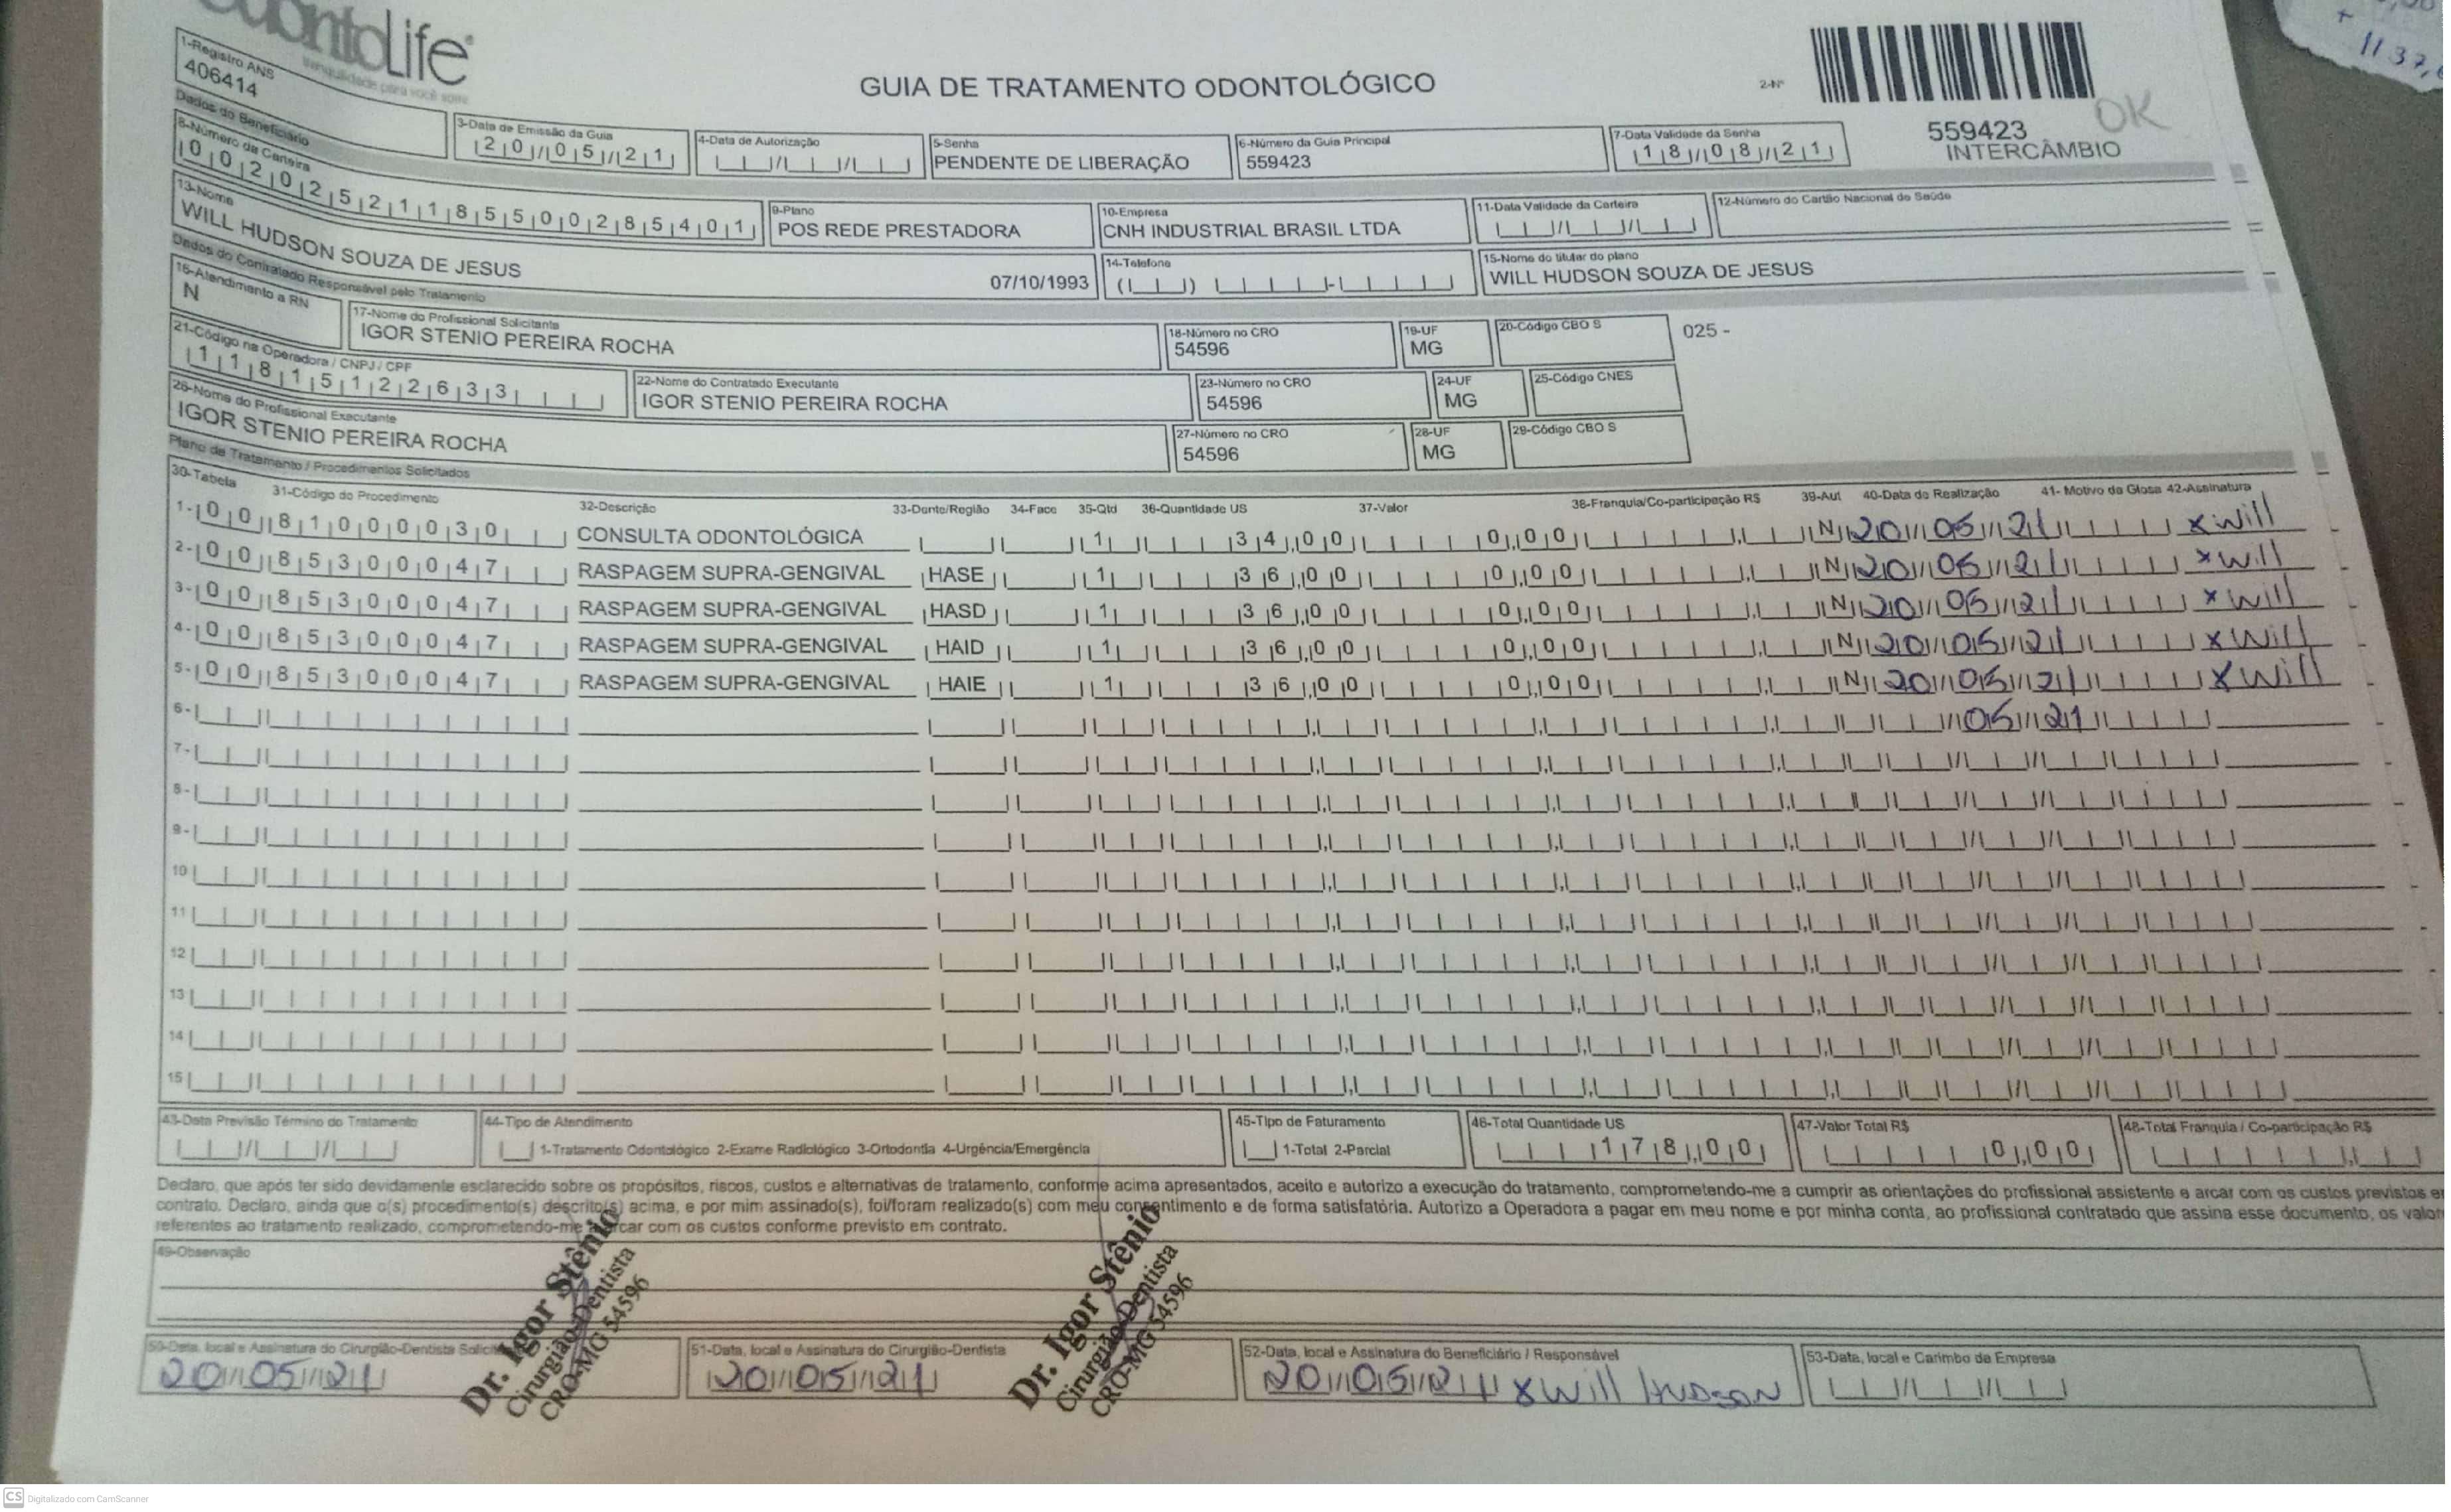 OdontoLife
tranquilidade para você sorrir
GUIA DE TRATAMENTO ODONTOLÓGICO
2-Nº
OK
559423
INTERCÂMBIO
1137,
1-Registro ANS
406414
3-Data de Emissão da Guia
20/05/21
4-Data de Autorização
5-Senha
PENDENTE DE LIBERAÇÃO
6-Número da Guia Principal
559423
7-Data Validade da Senha
18/08/21
Dados do Beneficiário
8-Número da Carteira
00202521185500285401
9-Plano
POS REDE PRESTADORA
10-Empresa
CNH INDUSTRIAL BRASIL LTDA
11-Data Validade da Carteira
12-Número do Cartão Nacional de Saúde
13-Nome
WILL HUDSON SOUZA DE JESUS
07/10/1993
14-Telefone
15-Nome do titular do plano
WILL HUDSON SOUZA DE JESUS
Dados do Contratado Responsável pelo Tratamento
16-Atendimento a RN
N
17-Nome do Profissional Solicitante
IGOR STENIO PEREIRA ROCHA
18-Número no CRO
54596
19-UF
MG
20-Código CBO S
025 -
21-Código na Operadora / CNPJ / CPF
11815122633
22-Nome do Contratado Executante
IGOR STENIO PEREIRA ROCHA
23-Número no CRO
54596
24-UF
MG
25-Código CNES
26-Nome do Profissional Executante
IGOR STENIO PEREIRA ROCHA
27-Número no CRO
54596
28-UF
MG
29-Código CBO S
Plano de Tratamento / Procedimentos Solicitados
30-Tabela 31-Código do Procedimento 32-Descrição 33-Dente/Região 34-Face 35-Qtd 36-Quantidade US 37-Valor 38-Franquia/Co-participação R$ 39-Aut 40-Data de Realização 41- Motivo da Glosa 42-Assinatura
1- 00 81000030 CONSULTA ODONTOLÓGICA 1 34,00 0,00 N 20/05/21 x Will
2- 00 85300047 RASPAGEM SUPRA-GENGIVAL HASE 1 36,00 0,00 N 20/05/21 x Will
3- 00 85300047 RASPAGEM SUPRA-GENGIVAL HASD 1 36,00 0,00 N 20/05/21 x Will
4- 00 85300047 RASPAGEM SUPRA-GENGIVAL HAID 1 36,00 0,00 N 20/05/21 x Will
5- 00 85300047 RASPAGEM SUPRA-GENGIVAL HAIE 1 36,00 0,00 N 20/05/21 x Will
6- /05/21
7-
8-
9-
10
11
12
13
14
15
43-Data Previsão Término do Tratamento
44-Tipo de Atendimento
1-Tratamento Odontológico 2-Exame Radiológico 3-Ortodontia 4-Urgência/Emergência
45-Tipo de Faturamento
1-Total 2-Parcial
46-Total Quantidade US
178,00
47-Valor Total R$
0,00
48-Total Franquia / Co-participação R$
Declaro, que após ter sido devidamente esclarecido sobre os propósitos, riscos, custos e alternativas de tratamento, conforme acima apresentados, aceito e autorizo a execução do tratamento, comprometendo-me a cumprir as orientações do profissional assistente e arcar com os custos previstos e
contrato. Declaro, ainda que o(s) procedimento(s) descrito(s) acima, e por mim assinado(s), foi/foram realizado(s) com meu consentimento e de forma satisfatória. Autorizo a Operadora a pagar em meu nome e por minha conta, ao profissional contratado que assina esse documento, os valor
referentes ao tratamento realizado, comprometendo-me arcar com os custos conforme previsto em contrato.
49-Observação
50-Data, local e Assinatura do Cirurgião-Dentista
20/05/21
Dr. Igor Stênio
Cirurgião-Dentista
CRO-MG 54596
51-Data, local e Assinatura do Cirurgião-Dentista
20/05/21
Dr. Igor Stênio
Cirurgião-Dentista
CRO-MG 54596
52-Data, local e Assinatura do Beneficiário / Responsável
20/05/21 x Will Hudson
53-Data, local e Carimbo da Empresa
CS Digitalizado com CamScanner